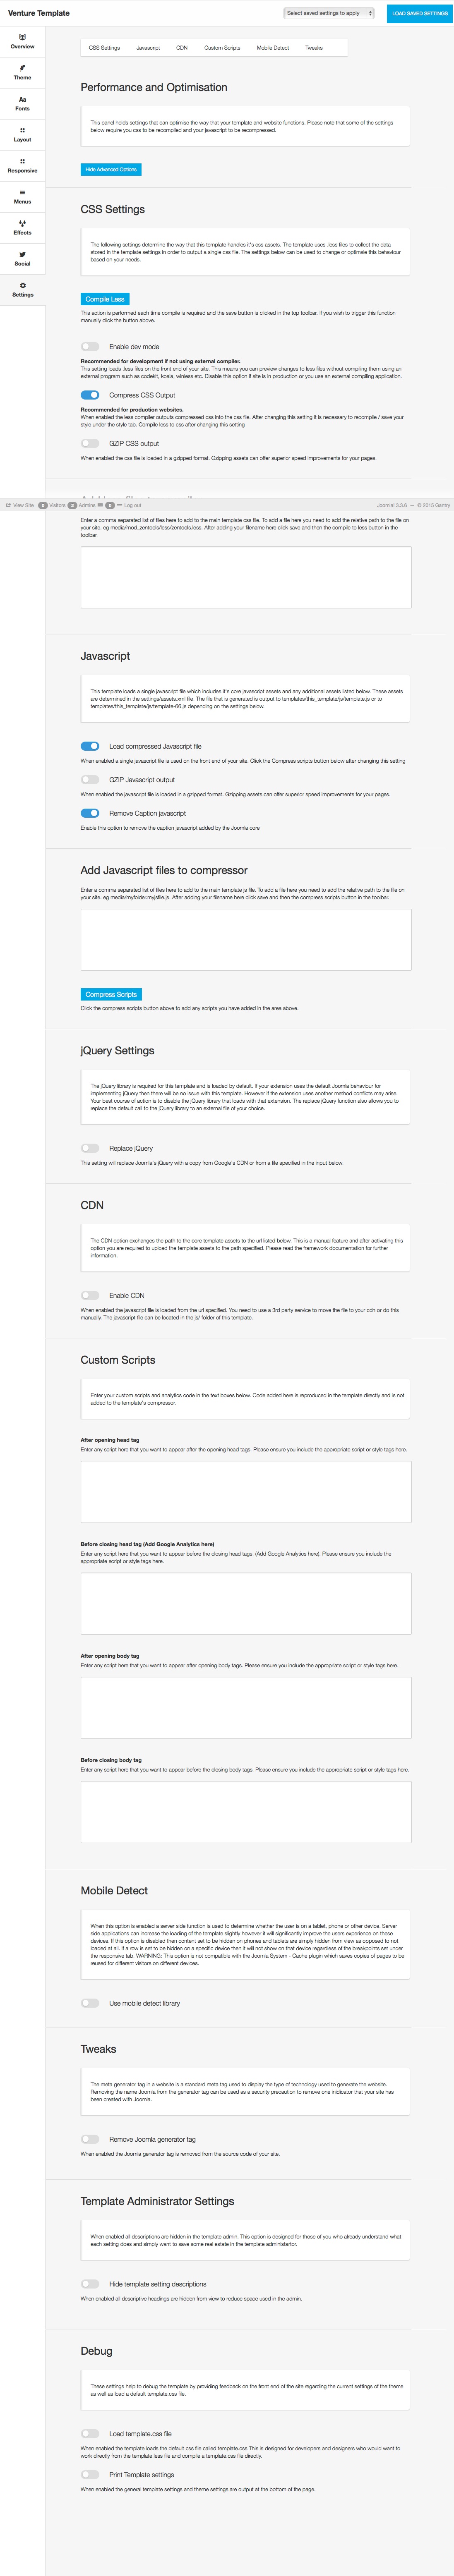 Venture Template
Select saved settings to apply
LOAD SAVED SETTINGS
Overview
Theme
Aa
Fonts
Layout
Responsive
Menus
Effects
Social
Settings
CSS Settings Javascript CDN Custom Scripts Mobile Detect Tweaks
Performance and Optimisation
This panel holds settings that can optimise the way that your template and website functions. Please note that some of the settings
below require you css to be recompiled and your javascript to be recompressed.
Hide Advanced Options
CSS Settings
The following settings determine the way that this template handles it's css assets. The template uses .less files to collect the data
stored in the template settings in order to output a single css file. The settings below can be used to change or optimise this behaviour
based on your needs.
Compile Less
This action is performed each time compile is required and the save button is clicked in the top toolbar. If you wish to trigger this function
manually click the button above.
Enable dev mode
Recommended for development if not using external compiler.
This setting loads .less files on the front end of your site. This means you can preview changes to less files without compiling them using an
external program such as codekit, koals, winless etc. Disable this option if site is in production or you use an external compiling application.
Compress CSS Output
Recommended for production websites.
When enabled the less compiler outputs compressed css into the css file. After changing this setting it is necessary to recompile / save your
style under the style tab. Compile less to css after changing this setting
GZIP CSS output
When enabled the css file is loaded in a gzipped format. Gzipping assets can offer superior speed improvements for your pages.
View Site 0 Visitors 2 Admins 0 Log out
Joomla! 3.3.6 — © 2015 Gantry
Enter a comma separated list of files here to add to the main template css file. To add a file here you need to add the relative path to the file on
your site, eg media/mod_zentools/less/zentools.less. After adding your filename here click save and then the compile to less button in the
toolbar.
Javascript
This template loads a single javascript file which includes it's core javascript assets and any additional assets listed below. These assets
are determined in the settings/assets.xml file. The file that is generated is output to templates/this_template/js/template.js or to
templates/this_template/js/template-66.js depending on the settings below.
Load compressed Javascript file
When enabled a single javascript file is used on the front end of your site. Click the Compress scripts button below after changing this setting
GZIP Javascript output
When enabled the javascript file is loaded in a gzipped format. Gzipping assets can offer superior speed improvements for your pages.
Remove Caption javascript
Enable this option to remove the caption javascript added by the Joomla core
Add Javascript files to compressor
Enter a comma separated list of files here to add to the main template js file. To add a file here you need to add the relative path to the file on
your site. eg media/myfolder.myjsfile.js. After adding your filename here click save and then the compress scripts button in the toolbar.
Compress Scripts
Click the compress scripts button above to add any scripts you have added in the area above.
jQuery Settings
The jQuery library is required for this template and is loaded by default. If your extension uses the default Joomla behaviour for
implementing jQuery then there will be no issue with this template. However if the extension uses another method conflicts may arise.
Your best course of action is to disable the jQuery library that loads with that extension. The replace jQuery function also allows you to
replace the default call to the jQuery library to an external file of your choice.
Replace jQuery
This setting will replace Joomla's jQuery with a copy from Google's CDN or from a file specified in the input below.
CDN
The CDN option exchanges the path to the core template assets to the url listed below. This is a manual feature and after activating this
option you are required to upload the template assets to the path specified. Please read the framework documentation for further
information.
Enable CDN
When enabled the javascript file is loaded from the url specified. You need to use a 3rd party service to move the file to your cdn or do this
manually. The javascript file can be located in the js/ folder of this template.
Custom Scripts
Enter your custom scripts and analytics code in the text boxes below. Code added here is reproduced in the template directly and is not
added to the template's compressor.
After opening head tag
Enter any script here that you want to appear after the opening head tags. Please ensure you include the appropriate script or style tags here.
Before closing head tag (Add Google Analytics here)
Enter any script here that you want to appear before the closing head tags. (Add Google Analytics here). Please ensure you include the
appropriate script or style tags here.
After opening body tag
Enter any script here that you want to appear after opening body tags. Please ensure you include the appropriate script or style tags here.
Before closing body tag
Enter any script here that you want to appear before the closing body tags. Please ensure you include the appropriate script or style tags here.
Mobile Detect
When this option is enabled a server side function is used to determine whether the user is on a tablet, phone or other device. Server
side applications can increase the loading of the template slightly however it will significantly improve the users experience on these
devices. If this option is disabled then content set to be hidden on phones and tablets are simply hidden from view as opposed to not
loaded at all. If a row is set to be hidden on a specific device then it will not show on that device regardless of the breakpoints set under
the responsive tab. WARNING: This option is not compatible with the Joomla System - Cache plugin which saves copies of pages to be
reused for different visitors on different devices.
Use mobile detect library
Tweaks
The meta generator tag in a website is a standard meta tag used to display the type of technology used to generate the website.
Removing the name Joomla from the generator tag can be used as a security precaution to remove one indicator that your site has
been created with Joomla.
Remove Joomla generator tag
When enabled the Joomla generator tag is removed from the source code of your site.
Template Administrator Settings
When enabled all descriptions are hidden in the template admin. This option is designed for those of you who already understand what
each setting does and simply want to save some real estate in the template administartor.
Hide template setting descriptions
When enabled all descriptive headings are hidden from view to reduce space used in the admin.
Debug
These settings help to debug the template by providing feedback on the front end of the site regarding the current settings of the theme
as well as load a default template.css file.
Load template.css file
When enabled the template loads the default css file called template.css This is designed for developers and designers who would want to
work directly from the template.less file and compila a template.css file directly.
Print Template settings
When enabled the general template settings and theme settings are output at the bottom of the page.